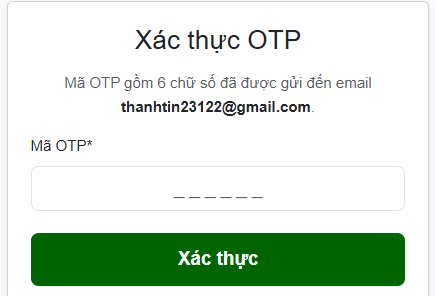 Xác thực OTP
Mã OTP gồm 6 chữ số đã được gửi đến email
thanhtin23122@gmail.com.
Mã OTP*
_ _ _ _ _ _
Xác thực